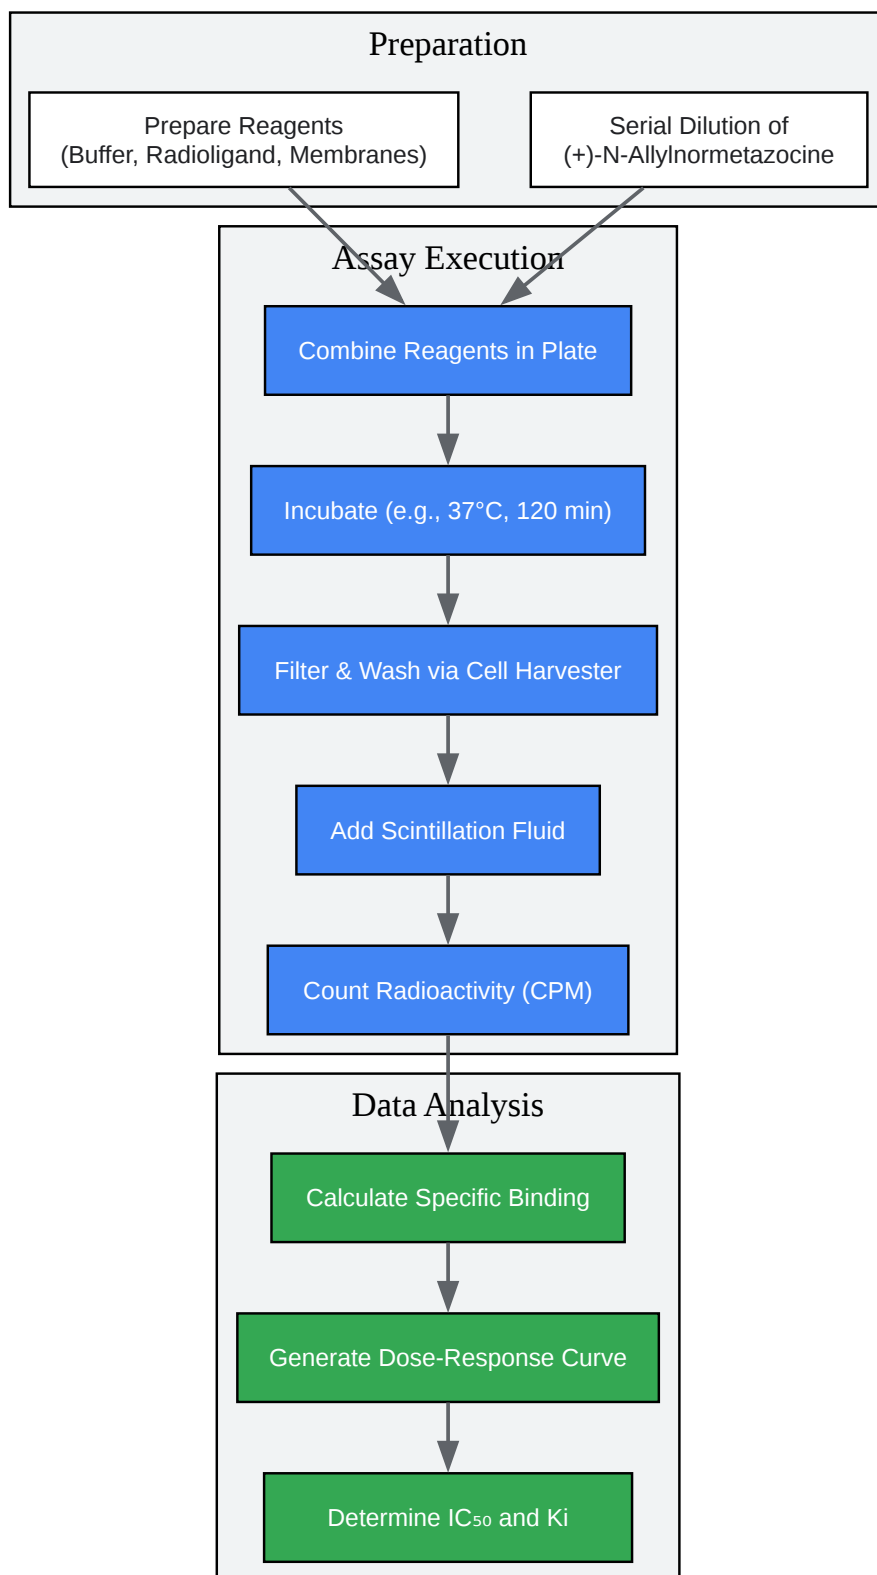 Preparation
Prepare Reagents
(Buffer, Radioligand, Membranes)
Serial Dilution of
(+)-N-Allylnormetazocine
Assay Execution
Combine Reagents in Plate
Incubate (e.g., 37°C, 120 min)
Filter & Wash via Cell Harvester
Add Scintillation Fluid
Count Radioactivity (CPM)
Data Analysis
Calculate Specific Binding
Generate Dose-Response Curve
Determine IC₅₀ and Ki